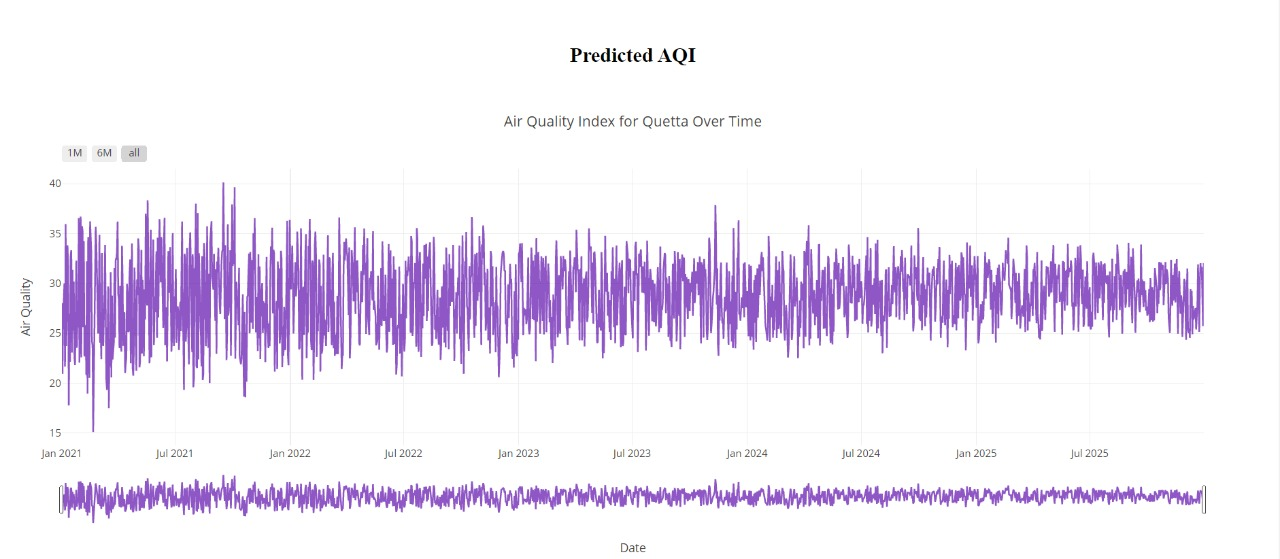 Predicted AQI
Air Quality Index for Quetta Over Time
1M 6M all
40
35
30
25
20
15
Air Quality
Jan 2021 Jul 2021 Jan 2022 Jul 2022 Jan 2023 Jul 2023 Jan 2024 Jul 2024 Jan 2025 Jul 2025
Date